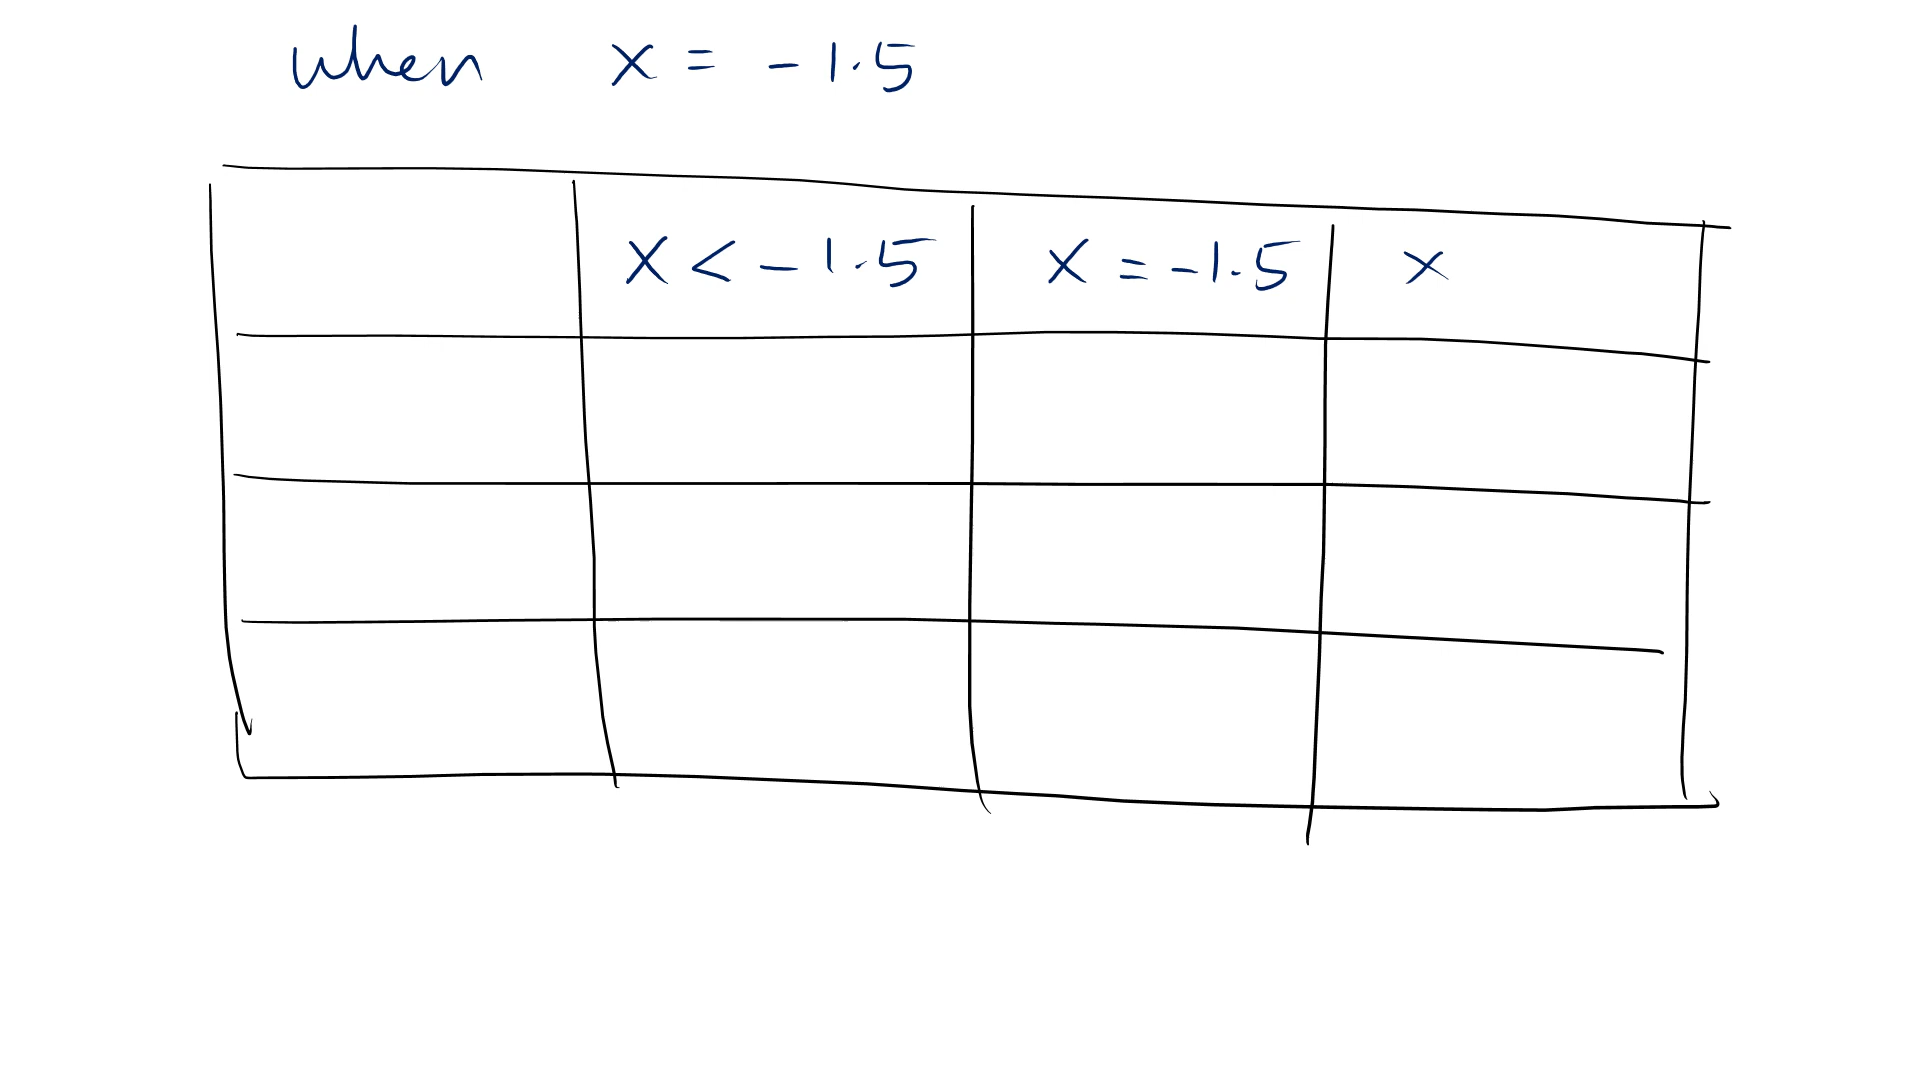 when x = -1.5
x < -1.5 x = -1.5 x